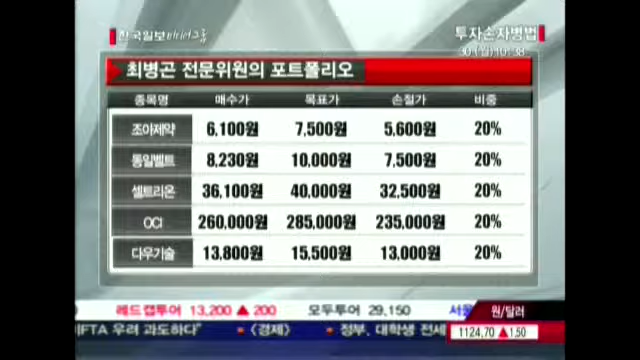 한국일보 미디어그룹
투자손자병법
30(월)10:38
최병곤 전문위원의 포트폴리오
종목명 매수가 목표가 손절가 비중
조아제약 6,100원 7,500원 5,600원 20%
동일벨트 8,230원 10,000원 7,500원 20%
셀트리온 36,100원 40,000원 32,500원 20%
OCI 260,000원 285,000원 235,000원 20%
다우기술 13,800원 15,500원 13,000원 20%
레드캡투어 13,200 ▲ 200 모두투어 29,150 서울
원/달러
FTA 우려 과도하다" • <경제> • 정부, 대학생 전세
1124,70 ▲1,50